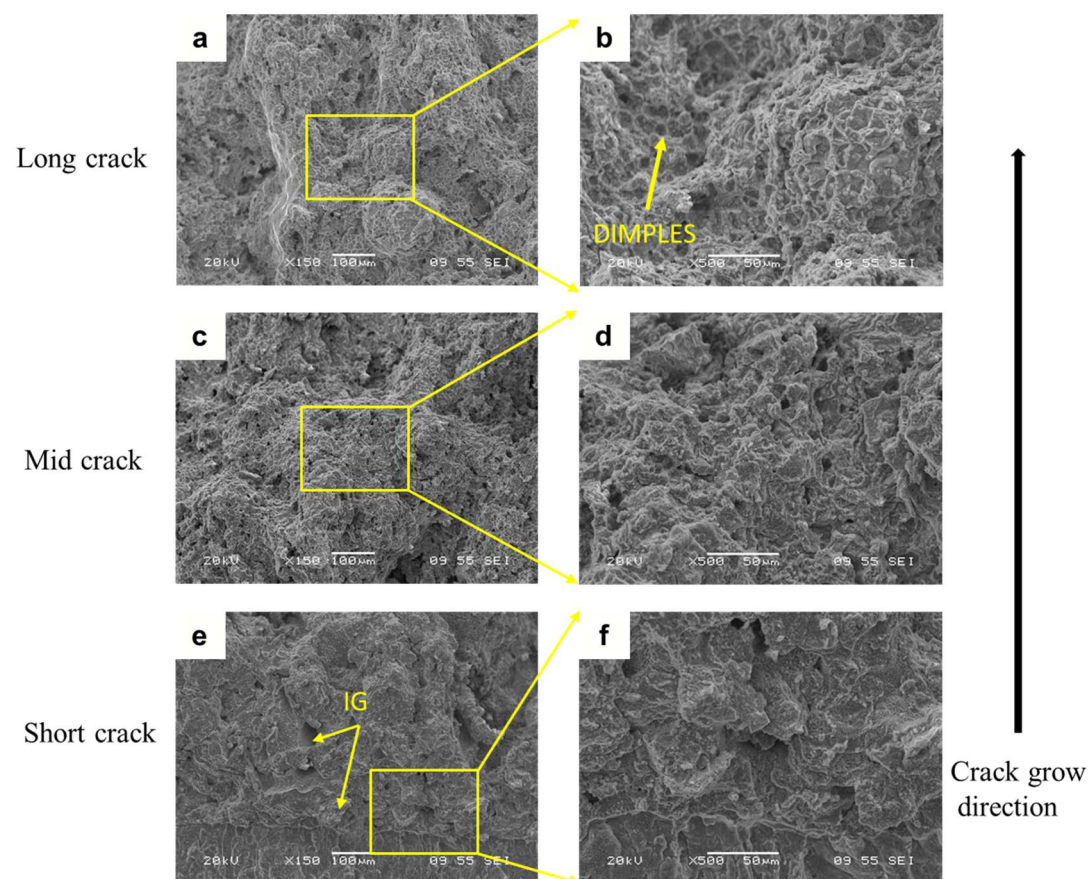 a
b
Long crack
DIMPLES
20kV X150 100µm 09 55 SEI
X500 50µm 09 55 SEI
c
d
Mid crack
20kV X150 100µm 09 55 SEI
20kV X500 50µm 09 55 SEI
e
f
IG
Short crack
Crack grow
direction
20kV X150 100µm 09 55 SEI
20kV X500 50µm 09 55 SEI